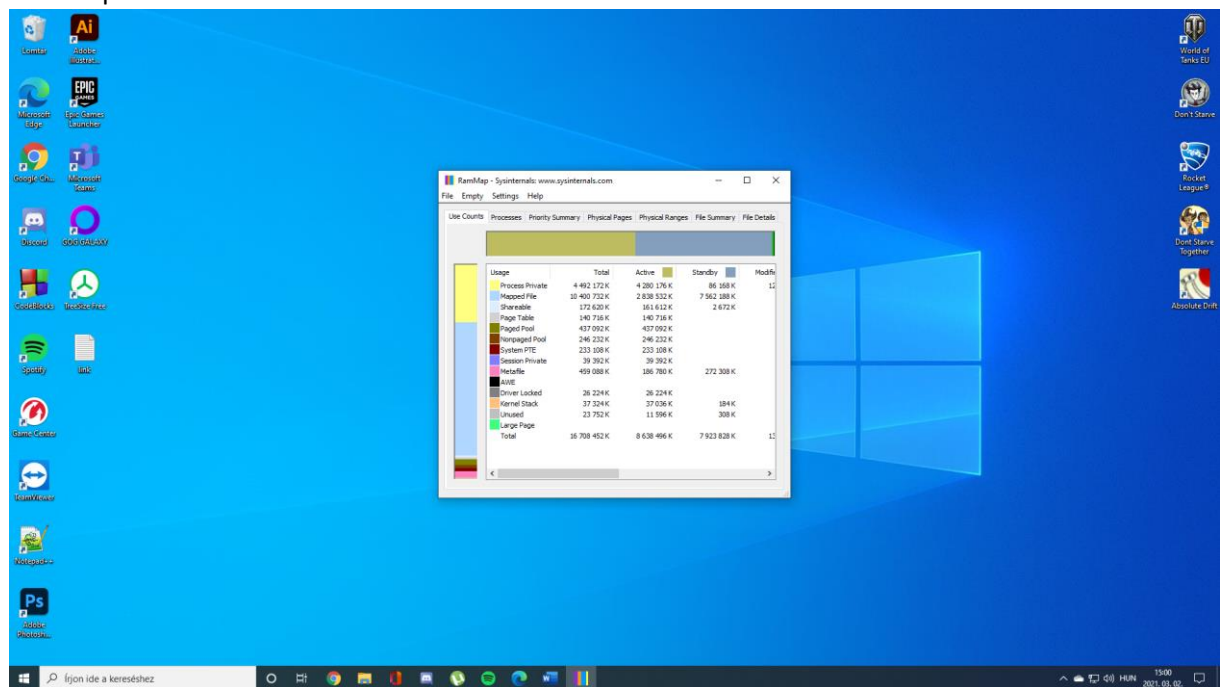 Lomtár
Adobe
Illustrat...
Microsoft
Edge
Epic Games
Launcher
Google Ch...
Microsoft
Teams
Discord
GOG GALAXY
CodeBlocks
TreeSize Free
Spotify
link
Game Center
TeamViewer
Notepad++
Adobe
Photosh...
World of
Tanks EU
Don't Starve
Rocket
League®
Dont Starve
Together
Absolute Drift
RamMap - Sysinternals: www.sysinternals.com
File Empty Settings Help
Use Counts Processes Priority Summary Physical Pages Physical Ranges File Summary File Details
Usage Total Active Standby Modifie
Process Private 4 492 172 K 4 280 176 K 86 168 K 12
Mapped File 10 400 732 K 2 838 532 K 7 562 188 K
Shareable 172 620 K 161 612 K 2 672 K
Page Table 140 716 K 140 716 K
Paged Pool 437 092 K 437 092 K
Nonpaged Pool 246 232 K 246 232 K
System PTE 233 108 K 233 108 K
Session Private 39 392 K 39 392 K
Metafile 459 088 K 186 780 K 272 308 K
AWE
Driver Locked 26 224 K 26 224 K
Kernel Stack 37 324 K 37 036 K 184 K
Unused 23 752 K 11 596 K 308 K
Large Page
Total 16 708 452 K 8 638 496 K 7 923 828 K 13
Írjon ide a kereséshez
HUN
15:00
2021. 03. 02.